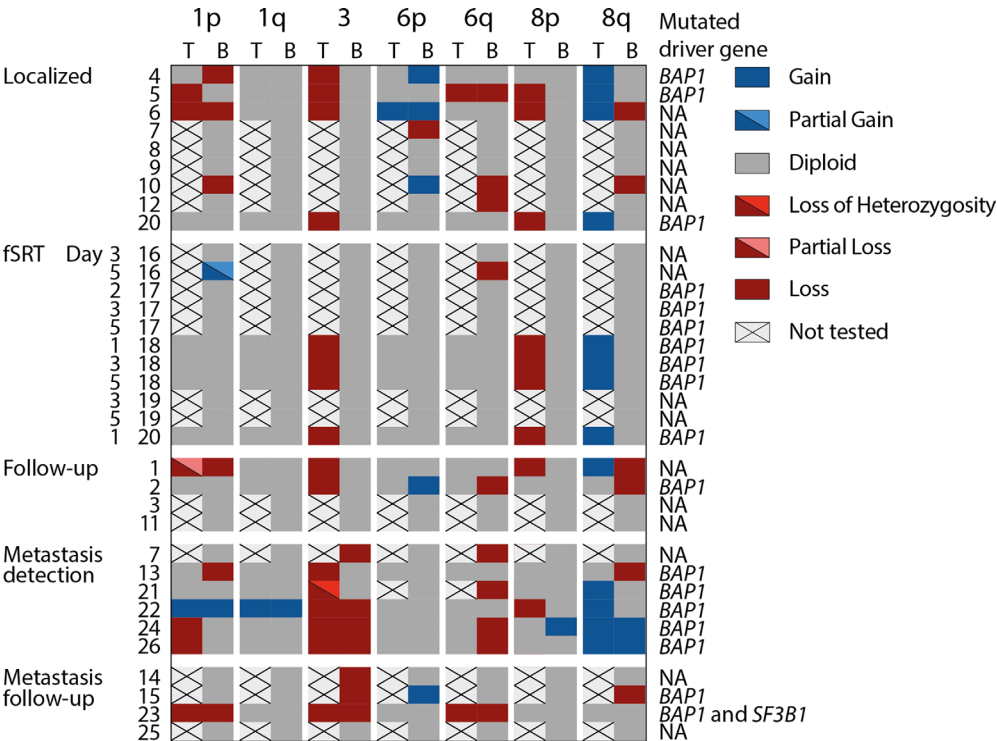 1p 1q 3 6p 6q 8p 8q Mutated
T B T B T B T B T B T B T B driver gene
Localized 4 BAP1
5 BAP1
6 NA
7 NA
8 NA
9 NA
10 NA
12 NA
20 BAP1
fSRT Day 3 16 NA
5 16 NA
2 17 BAP1
3 17 BAP1
5 17 BAP1
1 18 BAP1
3 18 BAP1
5 18 BAP1
3 19 NA
5 19 NA
1 20 BAP1
Follow-up 1 NA
2 BAP1
3 NA
11 NA
Metastasis 7 NA
detection 13 BAP1
21 BAP1
22 BAP1
24 BAP1
26 BAP1
Metastasis 14 NA
follow-up 15 BAP1
23 BAP1 and SF3B1
25 NA
Gain
Partial Gain
Diploid
Loss of Heterozygosity
Partial Loss
Loss
Not tested